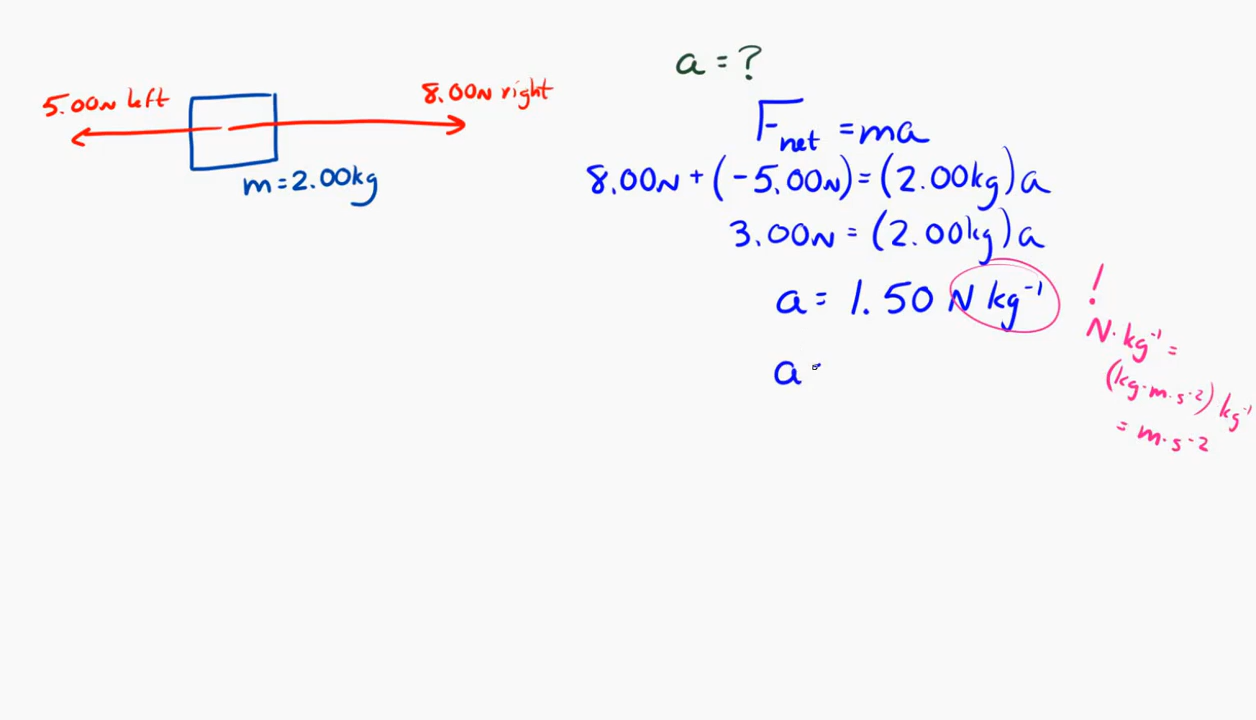 5.00N left
8.00N right
m=2.00kg
a = ?
Fnet = ma
8.00N + (-5.00N) = (2.00kg)a
3.00N = (2.00kg)a
a = 1.50 N kg⁻¹
a
!
N·kg⁻¹ =
(kg·m·s⁻²)kg⁻¹
= m·s⁻²